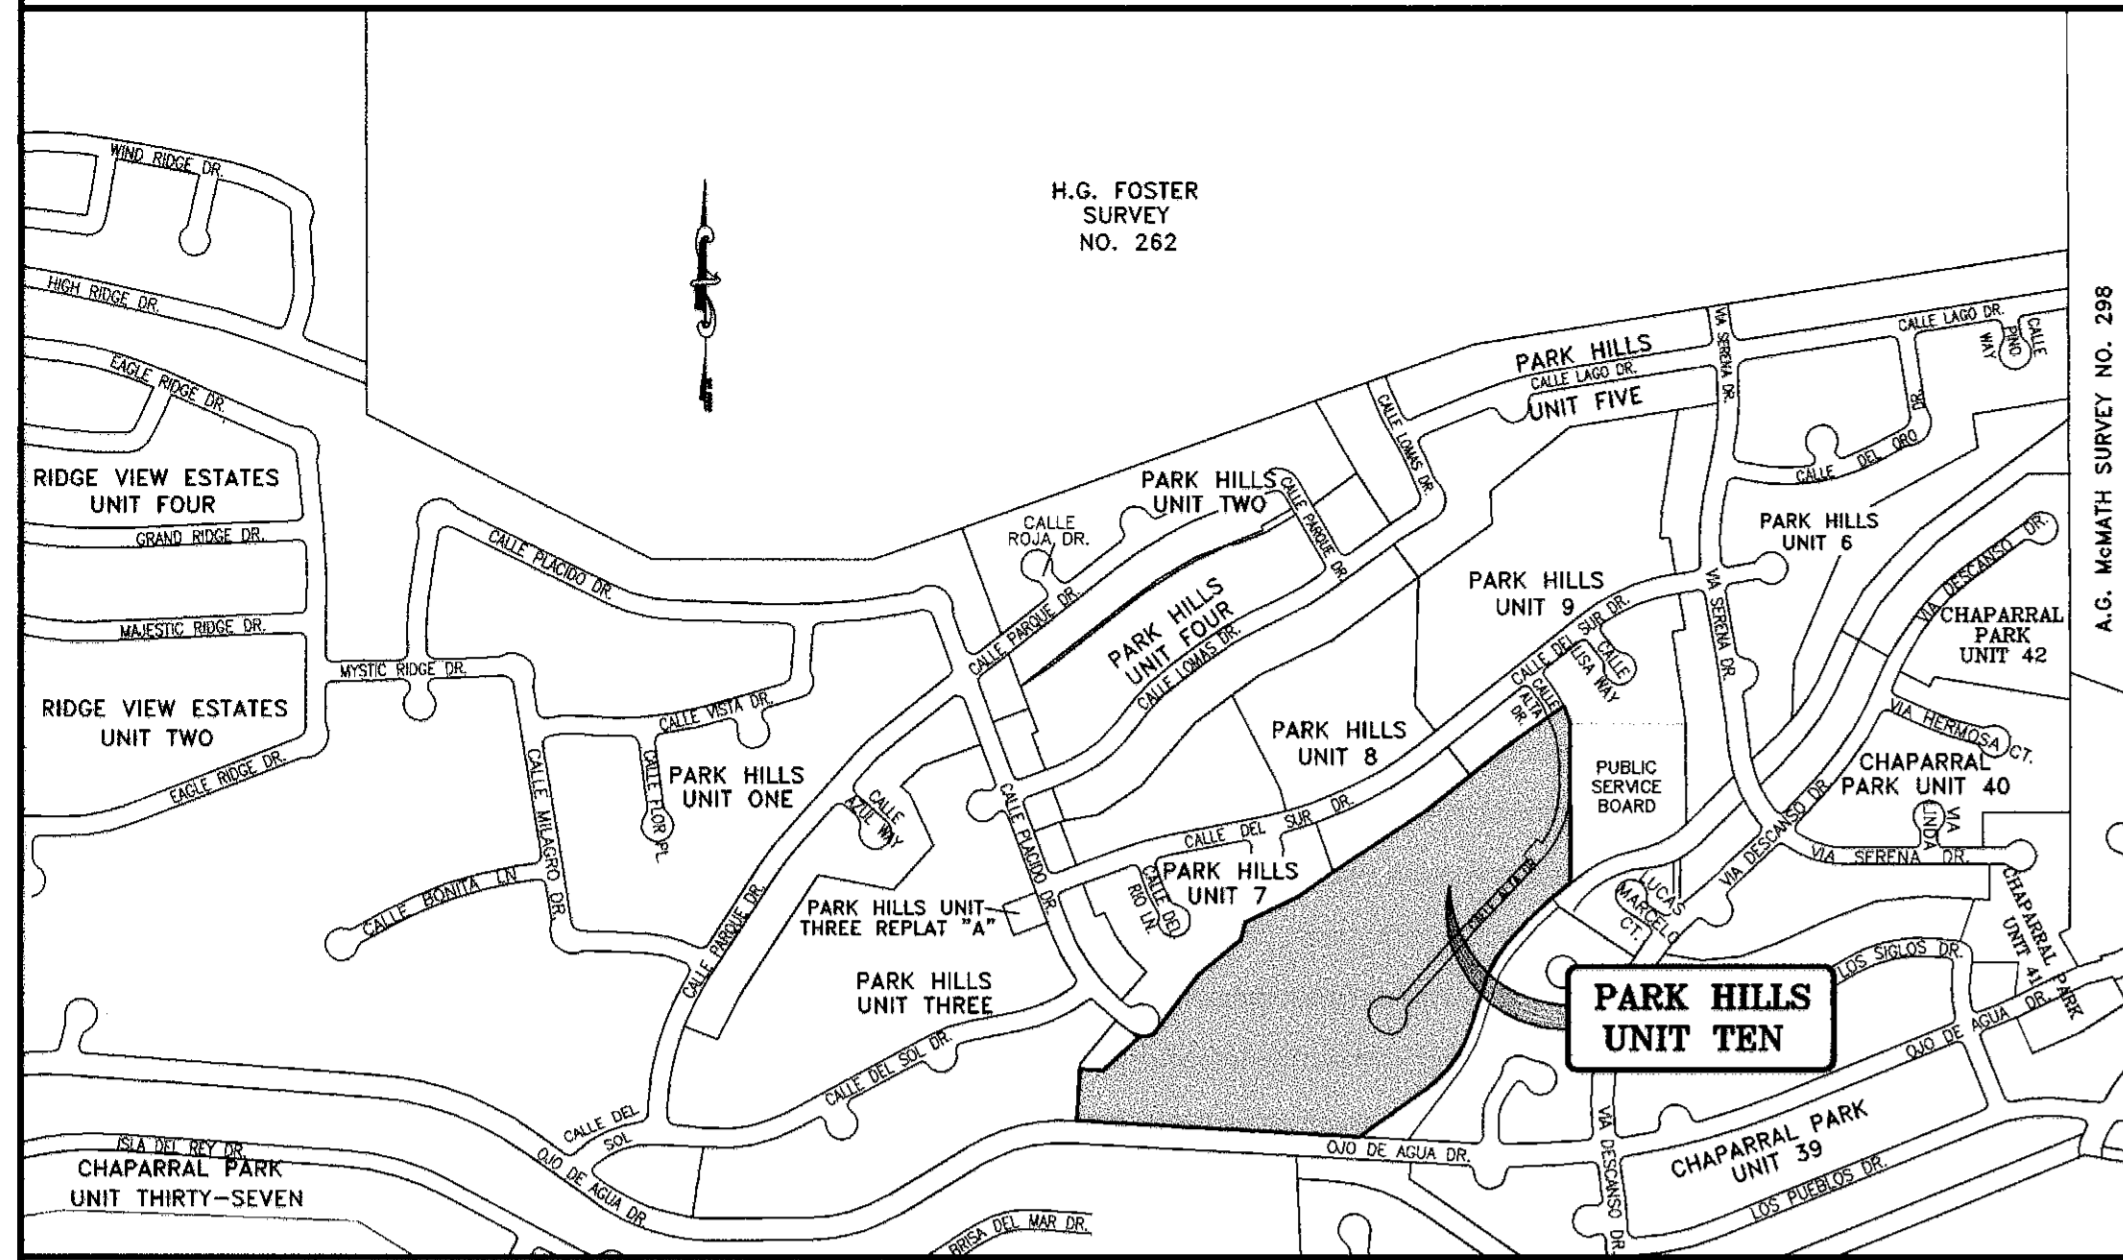 WIND RIDGE DR.
H.G. FOSTER
SURVEY
NO. 262
HIGH RIDGE DR.
A.G. McMATH SURVEY NO. 298
EAGLE RIDGE DR.
PARK HILLS
CALLE LAGO DR.
UNIT FIVE
VIA SERENA DR.
CALLE LAGO DR.
CALLE
PINO
WAY
CALLE LOMAS DR.
CALLE DEL ORO DR.
RIDGE VIEW ESTATES
UNIT FOUR
GRAND RIDGE DR.
CALLE PLACIDO DR.
PARK HILLS
UNIT TWO
CALLE
ROJA DR.
CALLE PARQUE DR.
CALLE PARQUE DR.
PARK HILLS
UNIT FOUR
CALLE LOMAS DR.
PARK HILLS
UNIT 9
PARK HILLS
UNIT 6
VIA DESCANSO DR.
CHAPARRAL
PARK
UNIT 42
MAJESTIC RIDGE DR.
MYSTIC RIDGE DR.
RIDGE VIEW ESTATES
UNIT TWO
EAGLE RIDGE DR.
CALLE VISTA DR.
CALLE FLOR PL
PARK HILLS
UNIT ONE
CALLE MILAGRO DR.
CALLE BONITA LN
CALLE
AZUL WAY
CALLE PARQUE DR.
CALLE PLACIDO DR.
PARK HILLS
UNIT 8
CALLE DEL SUR DR.
CALLE DEL SUR DR.
CALLE
LISA WAY
CALLE
ALTA
DR.
VIA SERENA DR.
PUBLIC
SERVICE
BOARD
VIA HERMOSA CT.
CHAPARRAL
PARK UNIT 40
VIA
LINDA
VIA SERENA DR.
VIA DESCANSO DR.
PARK HILLS
UNIT 7
CALLE DEL
RIO LN.
PARK HILLS UNIT
THREE REPLAT "A"
PARK HILLS
UNIT THREE
CALLE ALTA DR.
LUCAS
MARCELO
CT.
CHAPARRAL PARK
UNIT 41
LOS SIGLOS DR.
PARK HILLS
UNIT TEN
OJO DE AGUA DR.
CALLE DEL SOL DR.
CALLE DEL
SOL
OJO DE AGUA DR.
OJO DE AGUA DR.
ISLA DEL REY DR.
CHAPARRAL PARK
UNIT THIRTY-SEVEN
BRISA DEL MAR DR.
VIA DESCANSO DR.
CHAPARRAL PARK
UNIT 39
LOS PUEBLOS DR.